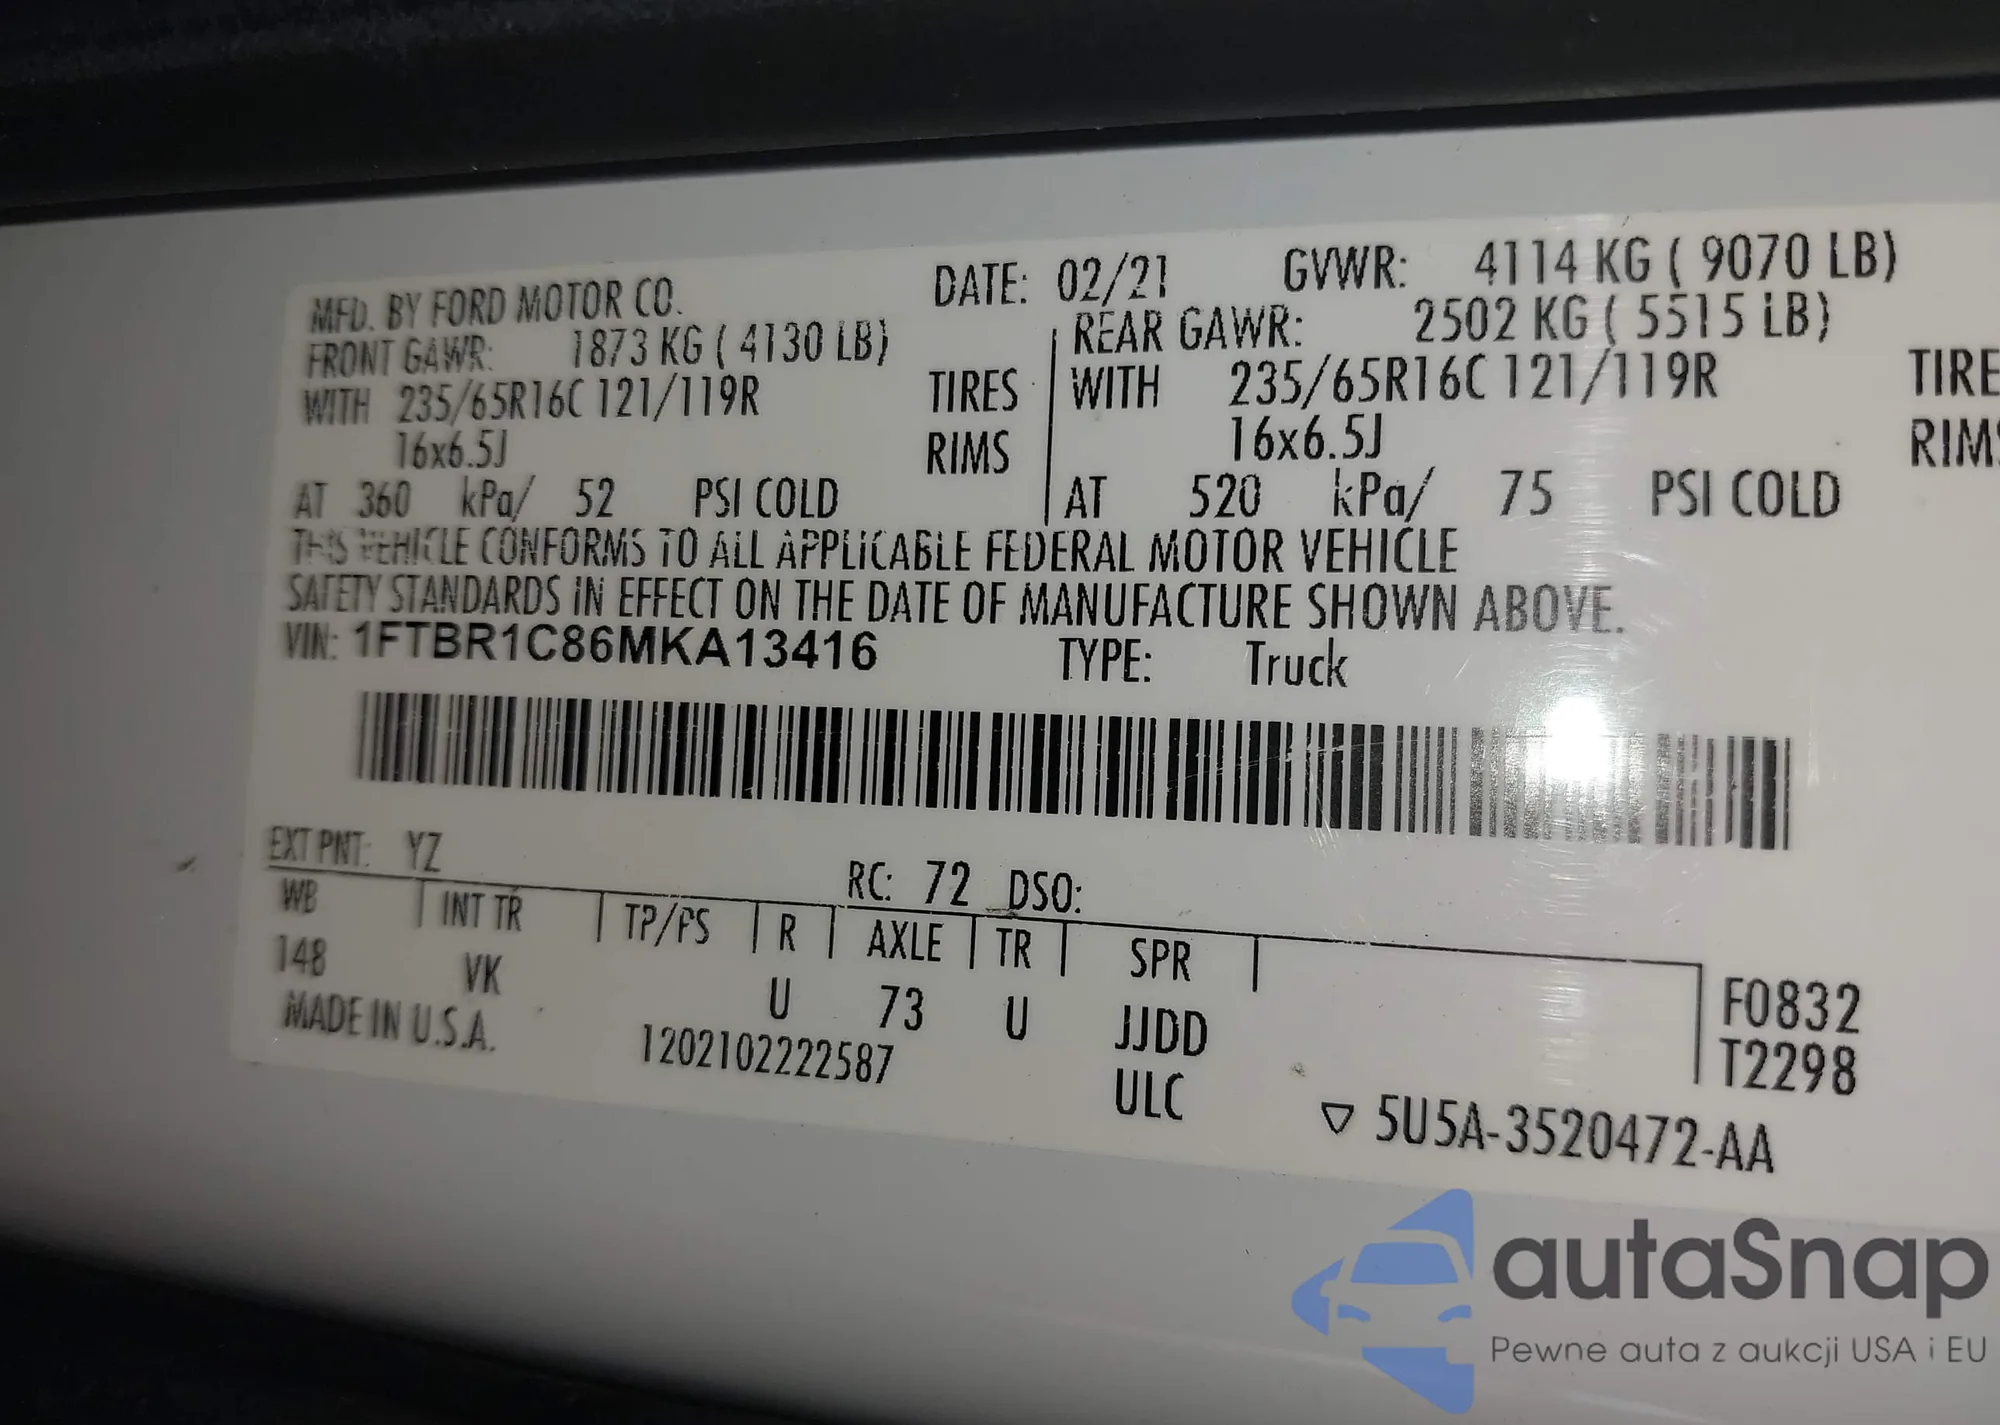 MFD. BY FORD MOTOR CO. DATE: 02/21 GVWR: 4114 KG ( 9070 LB)
FRONT GAWR: 1873 KG ( 4130 LB) REAR GAWR: 2502 KG ( 5515 LB)
WITH 235/65R16C 121/119R TIRES WITH 235/65R16C 121/119R TIRE
16x6.5J RIMS 16x6.5J RIMS
AT 360 kPa/ 52 PSI COLD AT 520 kPa/ 75 PSI COLD
THIS VEHICLE CONFORMS TO ALL APPLICABLE FEDERAL MOTOR VEHICLE
SAFETY STANDARDS IN EFFECT ON THE DATE OF MANUFACTURE SHOWN ABOVE.
VIN: 1FTBR1C86MKA13416 TYPE: Truck
EXT PNT: YZ RC: 72 DSO:
WB INT TR TP/PS R AXLE TR SPR
148 VK U 73 U JJDD F0832
MADE IN U.S.A. 1202102222587 ULC T2298
▽ 5U5A-3520472-AA
autaSnap
Pewne auta z aukcji USA i EU